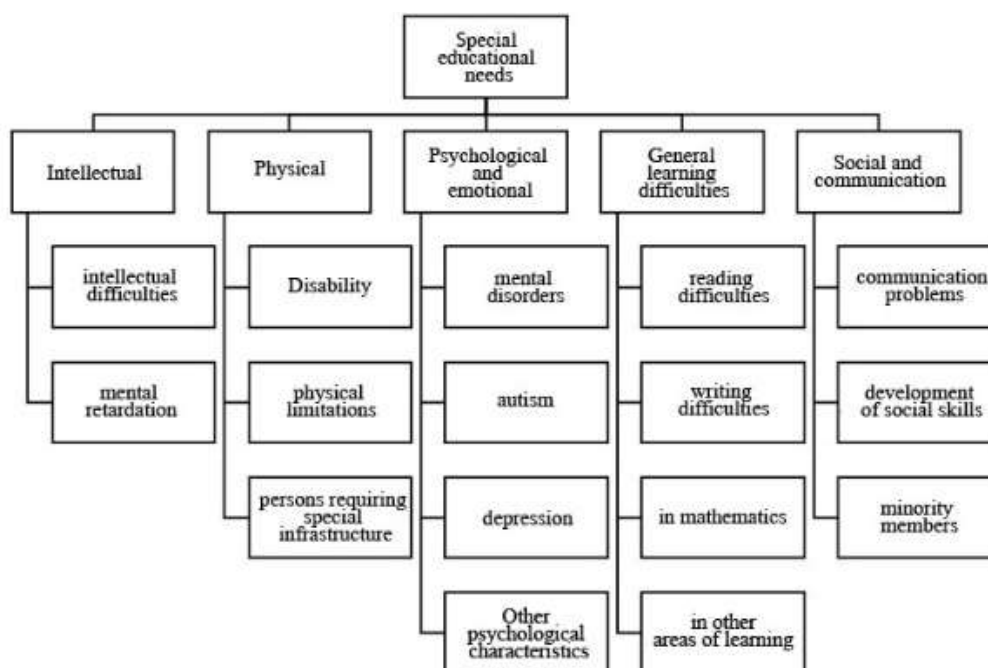 Special
educational
needs
Intellectual
Physical
Psychological
and
emotional
General
learning
difficulties
Social and
communication
intellectual
difficulties
mental
retardation
Disability
physical
limitations
persons requiring
special
infrastructure
mental
disorders
autism
depression
Other
psychological
characteristics
reading
difficulties
writing
difficulties
in mathematics
in other
areas of learning
communication
problems
development
of social skills
minority
members